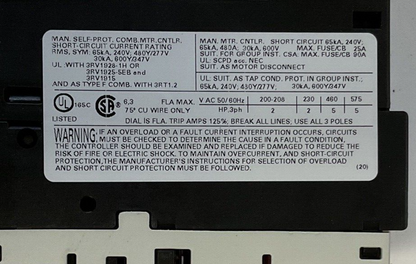 MAN. SELF-PROT. COMB.MTR.CNTLR.
SHORT-CIRCUIT CURRENT RATING
RMS, SYM: 65kA, 240V; 480Y/277V
30kA, 600Y/347V
UL: WITH 3RV1928-1H OR
3RV1925-5EB and
3RV1915
AND AS TYPE F COMB. WITH 3RT1.2
MAN. MTR. CNTLR. SHORT CIRCUIT 65kA, 240V;
65kA, 480A; 30kA, 600V MAX. FUSE/CB 25A
SUIT. FOR GROUP INST. CSA: MAX. FUSE/CB 90A
UL: SCPD acc. NEC
SUIT. AS MOTOR DISCONNECT
UL: SUIT. AS TAP COND. PROT. IN GROUP INST.;
65kA, 240V; 480Y/277V; 30kA, 600Y/347V
UL 165C SA 6,3 FLA MAX. V AC 50/60Hz 200-208 230 460 575
75° CU WIRE ONLY HP,3ph 2 2 5 5
LISTED DIAL IS FLA. TRIP AMPS 125%; BREAK ALL LINES; USE ALL 3 POLES
WARNING: IF AN OVERLOAD OR A FAULT CURRENT INTERRUPTION OCCURS, CIRCUITS
MUST BE CHECKED TO DETERMINE THE CAUSE IN A FAULT CONDITION,
THE CONTROLLER SHOULD BE EXAMINED AND REPLACED IF DAMAGED TO REDUCE THE
RISK OF FIRE OR ELECTRIC SHOCK. TO MAINTAIN OVERCURRENT, AND SHORT-CIRCUIT
PROTECTION,THE MANUFACTURER'S INSTRUCTIONS FOR SELECTION OF OVERLOAD
AND SHORT CIRCUIT PROTECTION MUST BE FOLLOWED. (20)